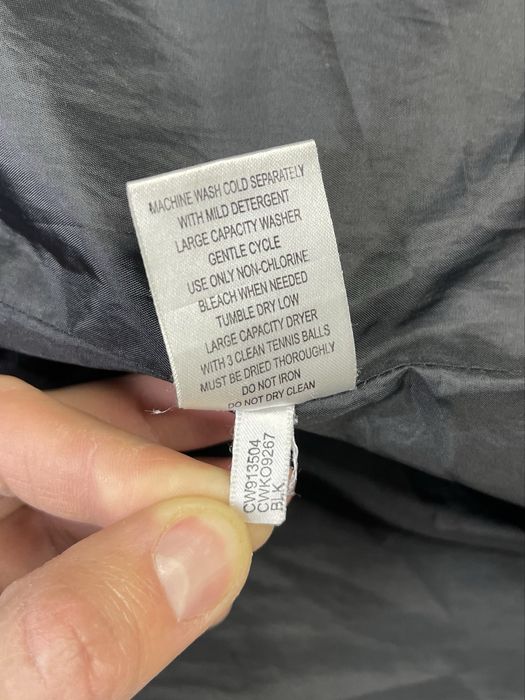 MACHINE WASH COLD SEPARATELY
WITH MILD DETERGENT
LARGE CAPACITY WASHER
GENTLE CYCLE
USE ONLY NON-CHLORINE
BLEACH WHEN NEEDED
TUMBLE DRY LOW
LARGE CAPACITY DRYER
WITH 3 CLEAN TENNIS BALLS
MUST BE DRIED THOROUGHLY
DO NOT IRON
DO NOT DRY CLEAN
CW913504
CWKO9267
BLK